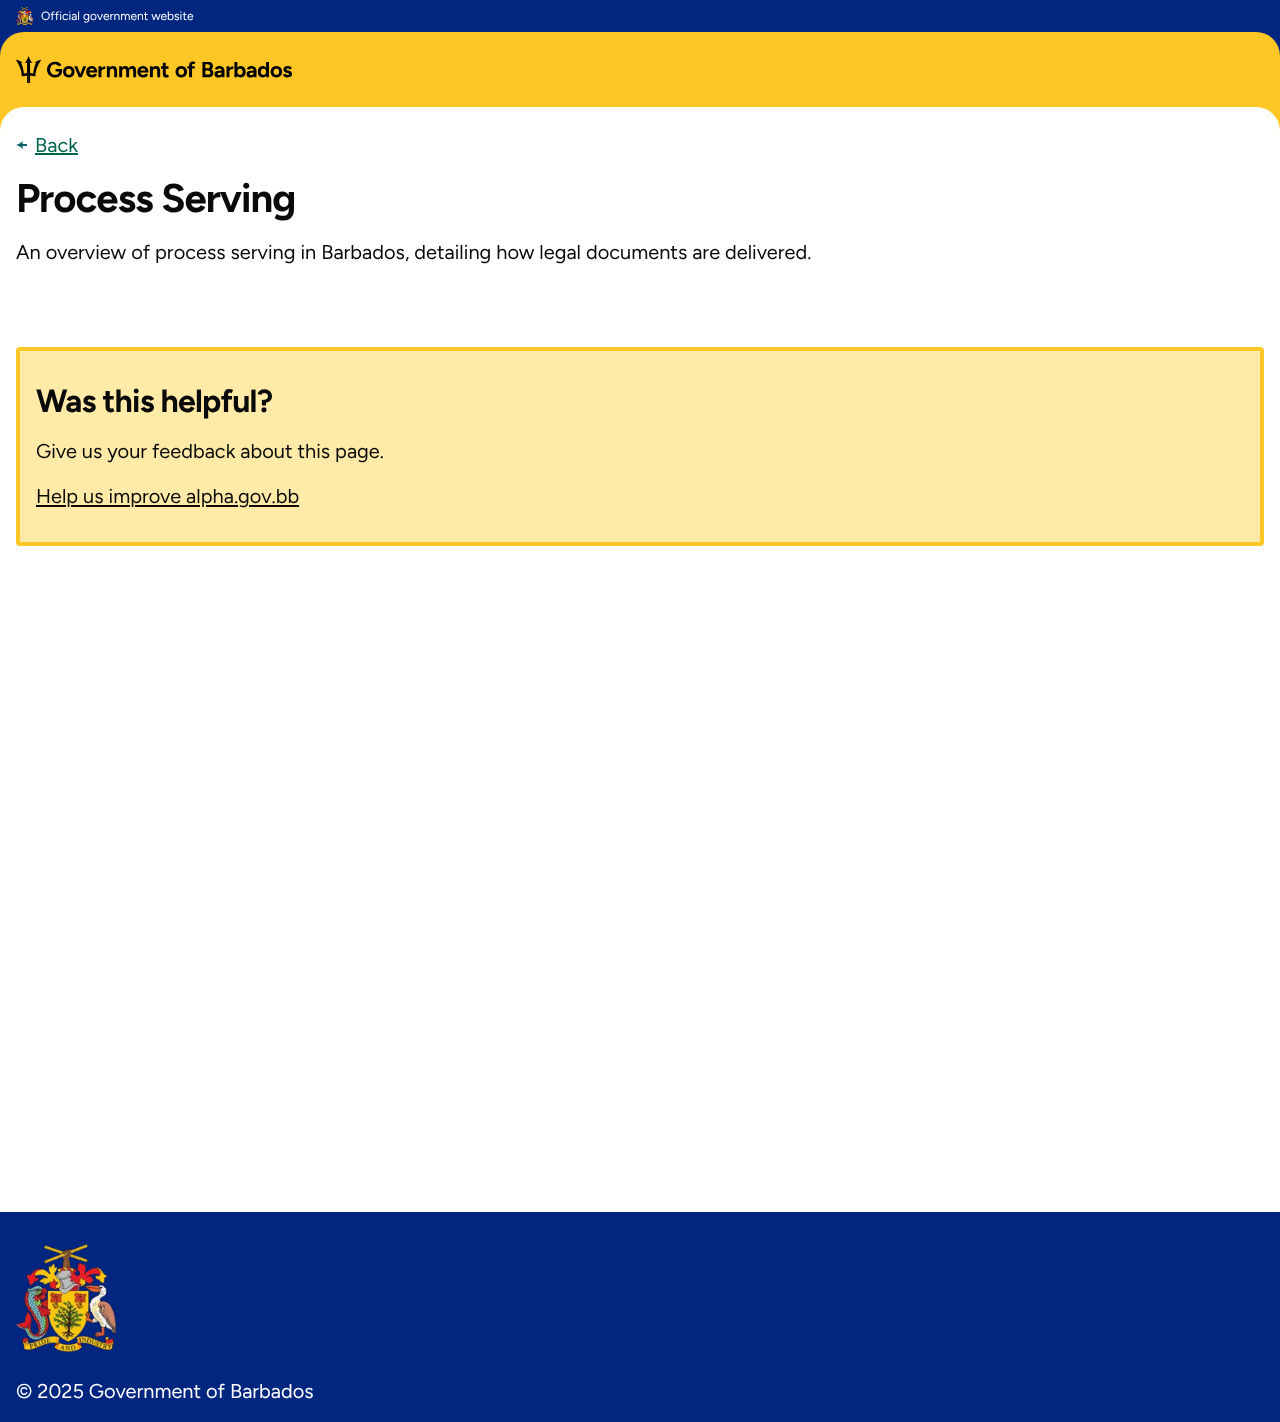 Official government website
Government of Barbados
Back
Process Serving
An overview of process serving in Barbados, detailing how legal documents are delivered.
Was this helpful?
Give us your feedback about this page.
Help us improve alpha.gov.bb
PRIDE AND INDUSTRY
© 2025 Government of Barbados